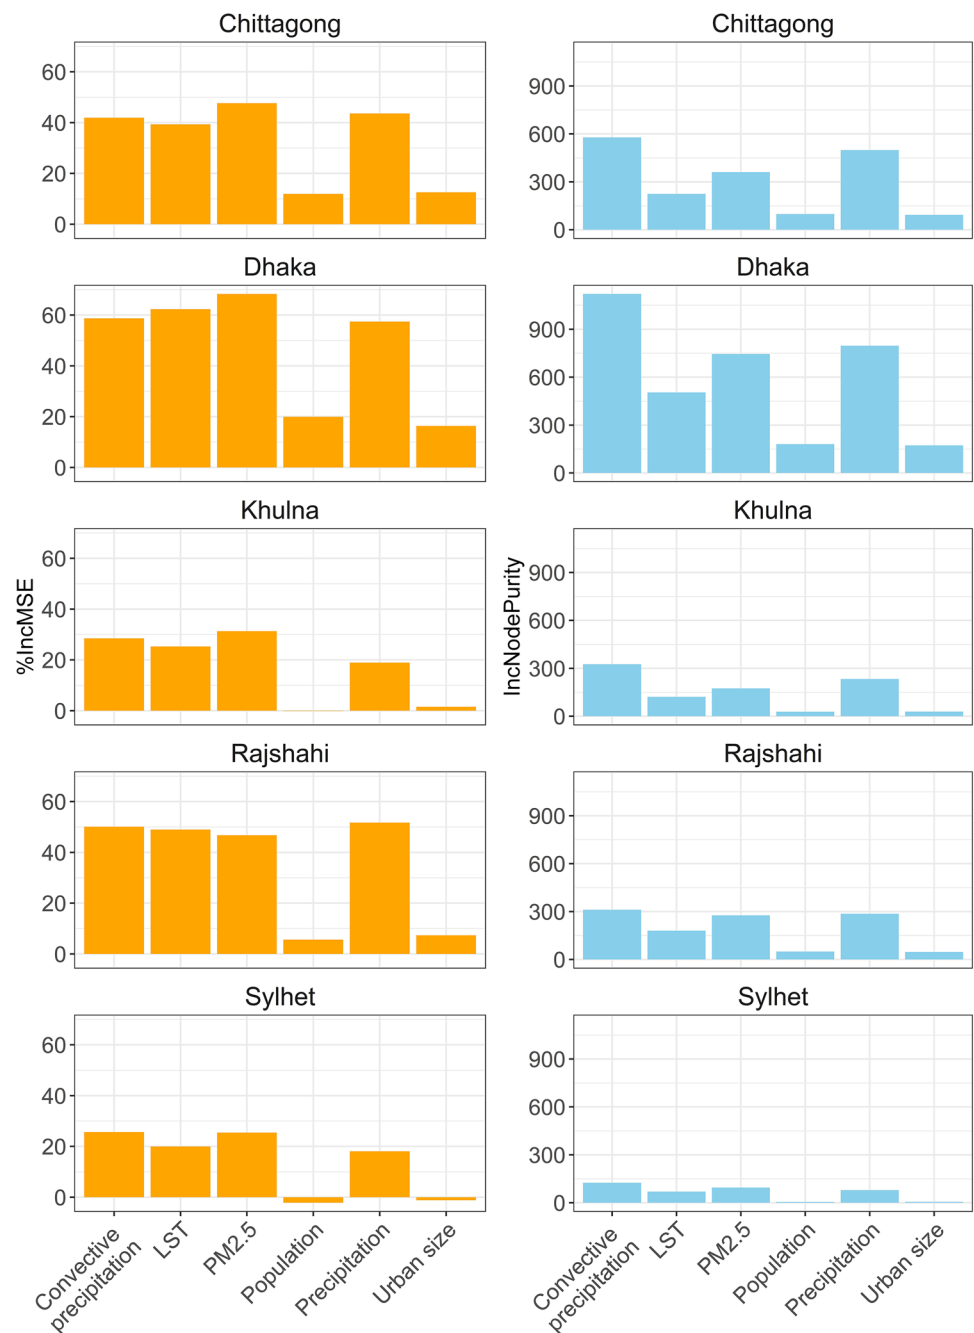 Chittagong
60
40
20
0
Chittagong
900
600
300
0
Dhaka
60
40
20
0
Dhaka
900
600
300
0
Khulna
60
40
20
0
Khulna
900
600
300
0
%IncMSE
IncNodePurity
Rajshahi
60
40
20
0
Rajshahi
900
600
300
0
Sylhet
60
40
20
0
Sylhet
900
600
300
0
Convective
precipitation
LST
PM2.5
Population
Precipitation
Urban size
Convective
precipitation
LST
PM2.5
Population
Precipitation
Urban size